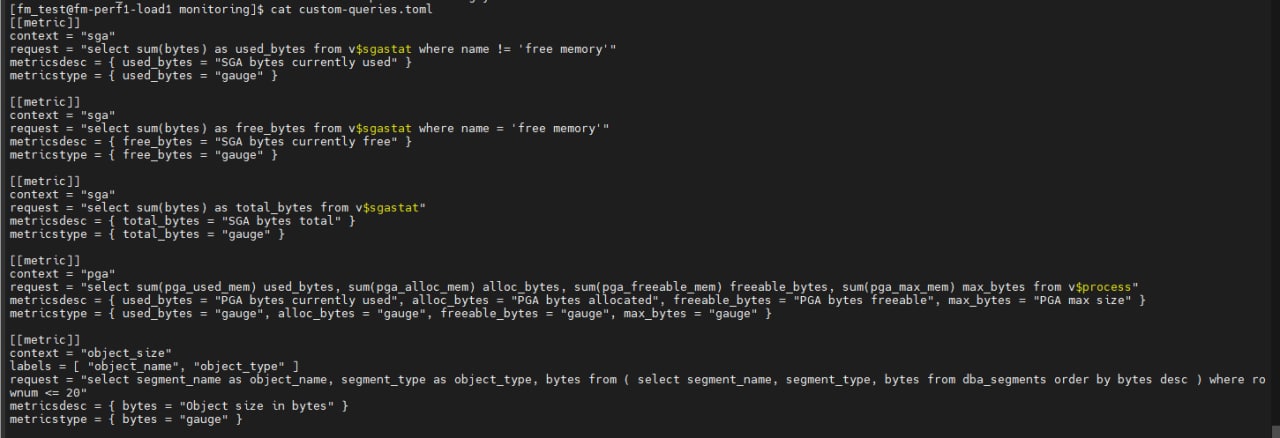 [fm_test@fm-perf1-load1 monitoring]$ cat custom-queries.toml
[[metric]]
context = "sga"
request = "select sum(bytes) as used_bytes from v$sgastat where name != 'free memory'"
metricsdesc = { used_bytes = "SGA bytes currently used" }
metricstype = { used_bytes = "gauge" }

[[metric]]
context = "sga"
request = "select sum(bytes) as free_bytes from v$sgastat where name = 'free memory'"
metricsdesc = { free_bytes = "SGA bytes currently free" }
metricstype = { free_bytes = "gauge" }

[[metric]]
context = "sga"
request = "select sum(bytes) as total_bytes from v$sgastat"
metricsdesc = { total_bytes = "SGA bytes total" }
metricstype = { total_bytes = "gauge" }

[[metric]]
context = "pga"
request = "select sum(pga_used_mem) used_bytes, sum(pga_alloc_mem) alloc_bytes, sum(pga_freeable_mem) freeable_bytes, sum(pga_max_mem) max_bytes from v$process"
metricsdesc = { used_bytes = "PGA bytes currently used", alloc_bytes = "PGA bytes allocated", freeable_bytes = "PGA bytes freeable", max_bytes = "PGA max size" }
metricstype = { used_bytes = "gauge", alloc_bytes = "gauge", freeable_bytes = "gauge", max_bytes = "gauge" }

[[metric]]
context = "object_size"
labels = [ "object_name", "object_type" ]
request = "select segment_name as object_name, segment_type as object_type, bytes from ( select segment_name, segment_type, bytes from dba_segments order by bytes desc ) where ro
wnum <= 20"
metricsdesc = { bytes = "Object size in bytes" }
metricstype = { bytes = "gauge" }